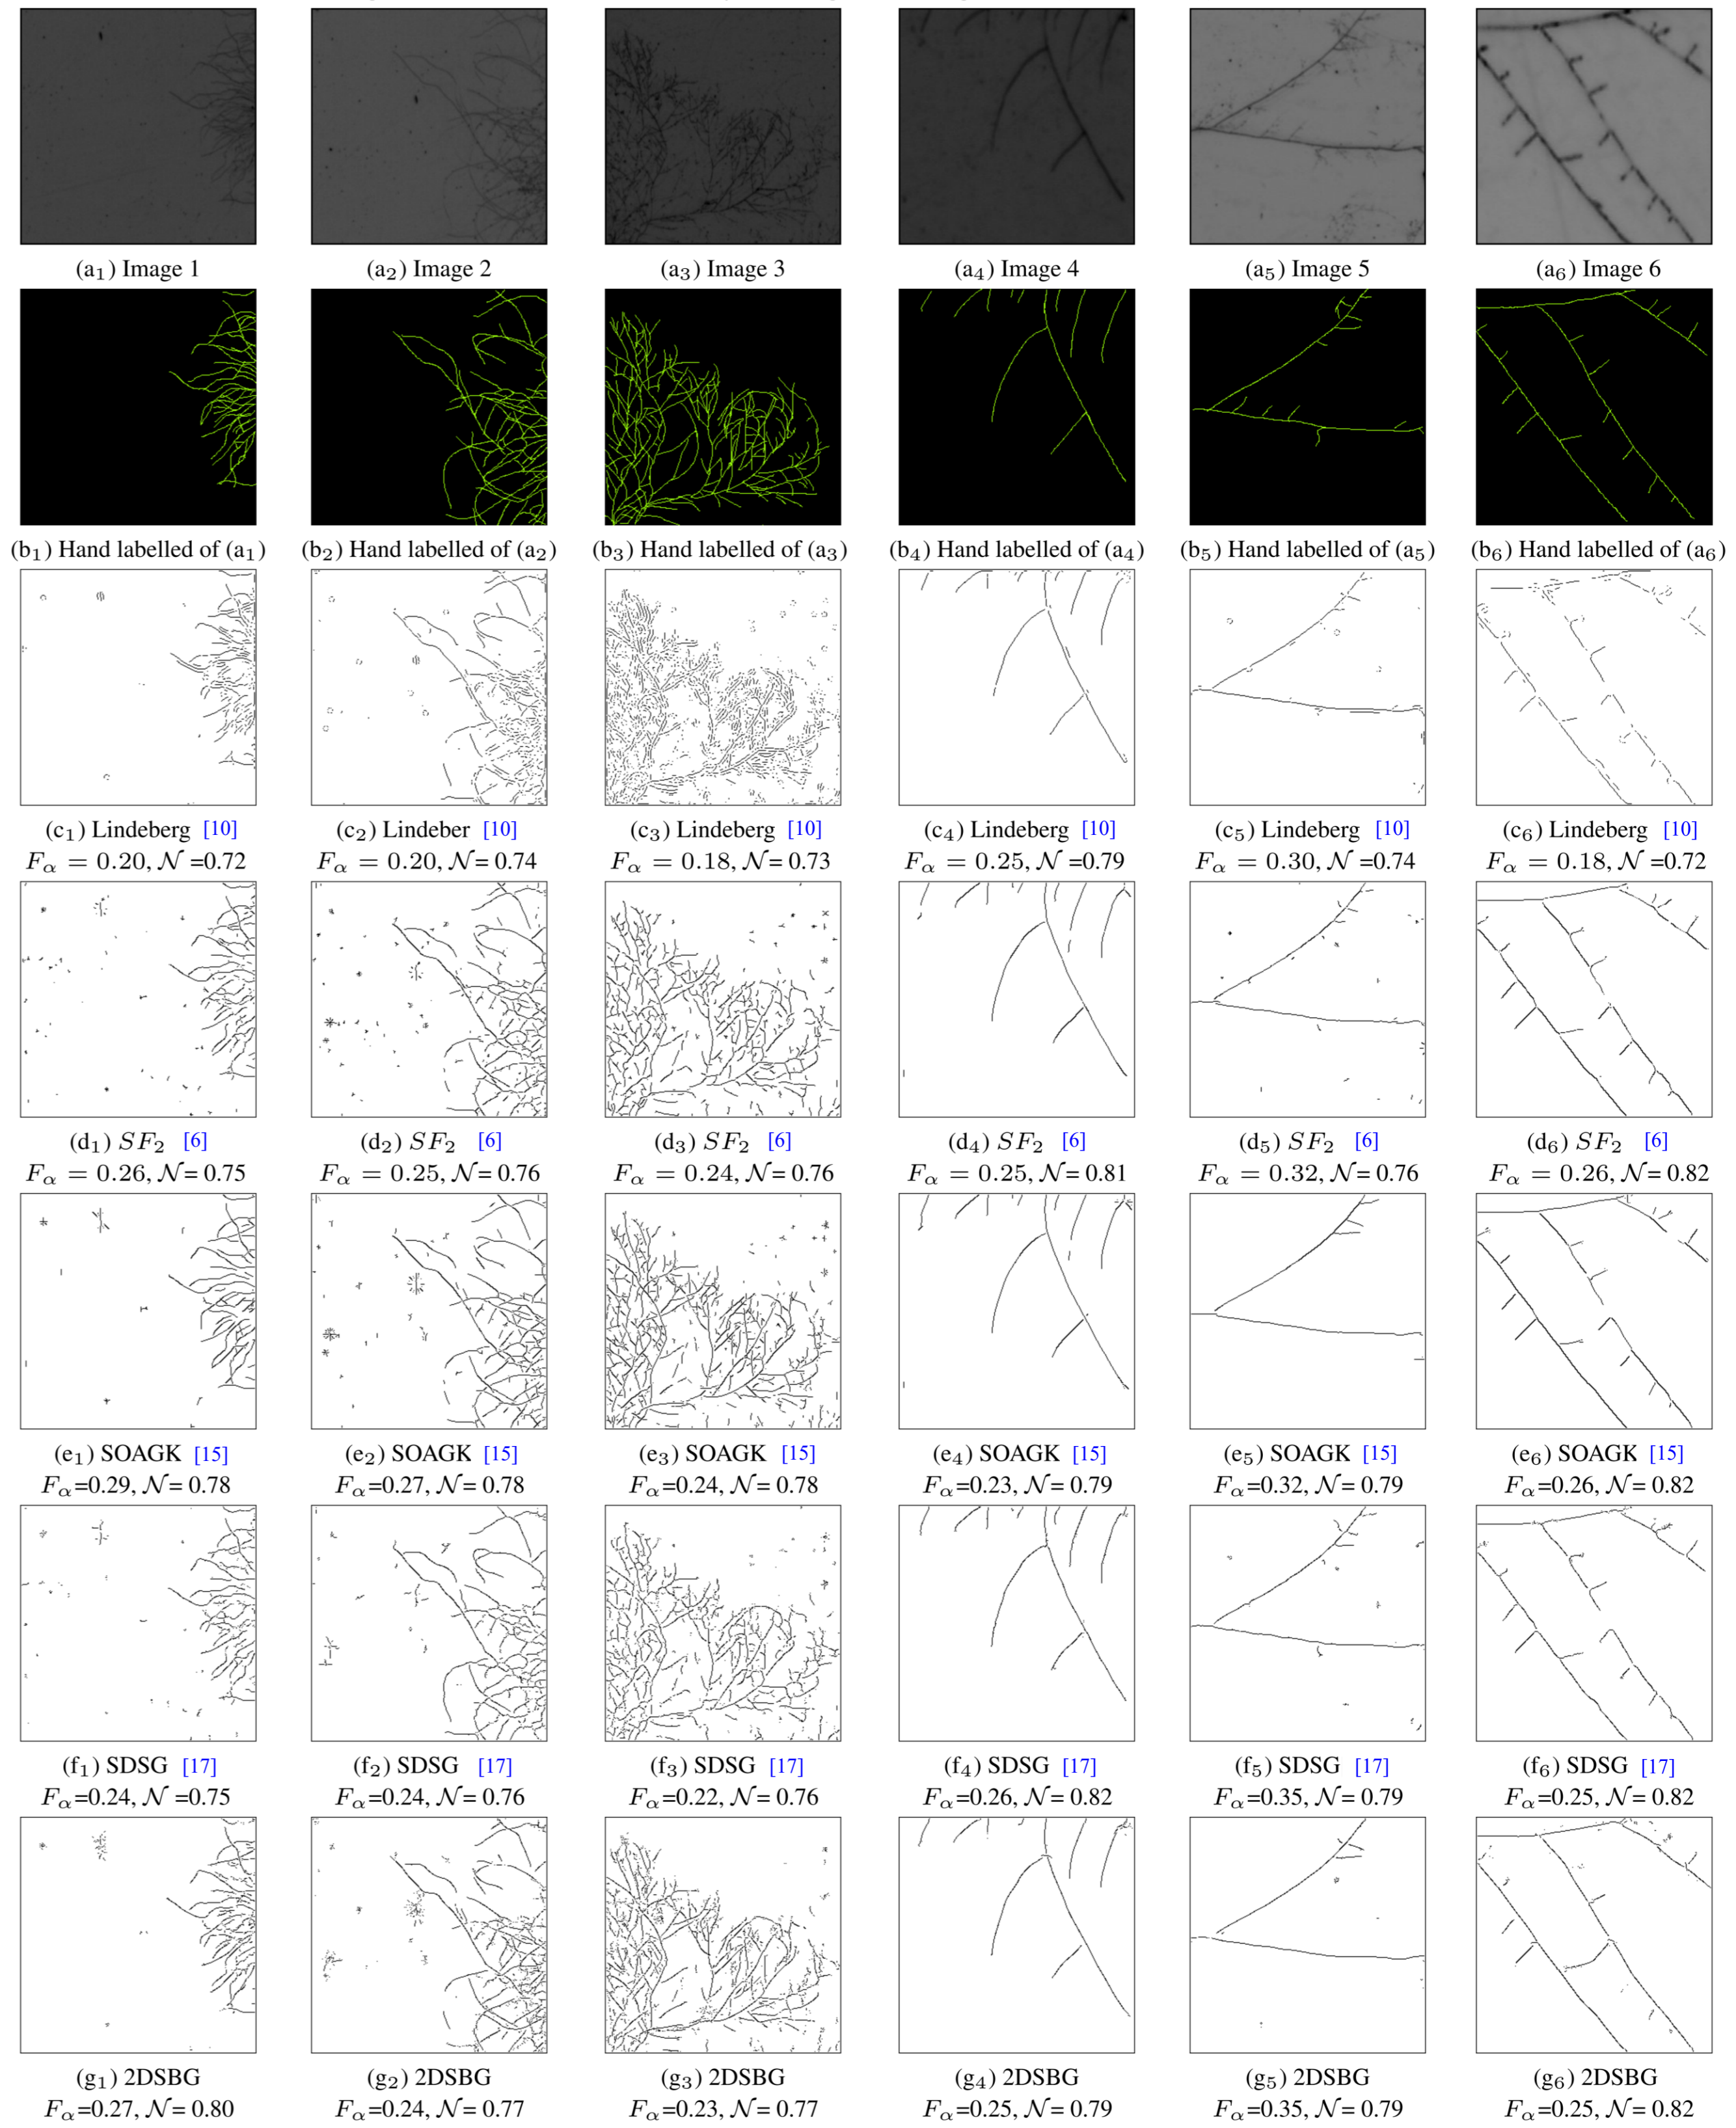 (a₁) Image 1 (a₂) Image 2 (a₃) Image 3 (a₄) Image 4 (a₅) Image 5 (a₆) Image 6
(b₁) Hand labelled of (a₁) (b₂) Hand labelled of (a₂) (b₃) Hand labelled of (a₃) (b₄) Hand labelled of (a₄) (b₅) Hand labelled of (a₅) (b₆) Hand labelled of (a₆)
(c₁) Lindeberg [10] (c₂) Lindeber [10] (c₃) Lindeberg [10] (c₄) Lindeberg [10] (c₅) Lindeberg [10] (c₆) Lindeberg [10]
Fα = 0.20, 𝒩 =0.72 Fα = 0.20, 𝒩= 0.74 Fα = 0.18, 𝒩= 0.73 Fα = 0.25, 𝒩 =0.79 Fα = 0.30, 𝒩 =0.74 Fα = 0.18, 𝒩 =0.72
(d₁) SF₂ [6] (d₂) SF₂ [6] (d₃) SF₂ [6] (d₄) SF₂ [6] (d₅) SF₂ [6] (d₆) SF₂ [6]
Fα = 0.26, 𝒩= 0.75 Fα = 0.25, 𝒩= 0.76 Fα = 0.24, 𝒩= 0.76 Fα = 0.25, 𝒩= 0.81 Fα = 0.32, 𝒩= 0.76 Fα = 0.26, 𝒩= 0.82
(e₁) SOAGK [15] (e₂) SOAGK [15] (e₃) SOAGK [15] (e₄) SOAGK [15] (e₅) SOAGK [15] (e₆) SOAGK [15]
Fα=0.29, 𝒩= 0.78 Fα=0.27, 𝒩= 0.78 Fα=0.24, 𝒩= 0.78 Fα=0.23, 𝒩= 0.79 Fα=0.32, 𝒩= 0.79 Fα=0.26, 𝒩= 0.82
(f₁) SDSG [17] (f₂) SDSG [17] (f₃) SDSG [17] (f₄) SDSG [17] (f₅) SDSG [17] (f₆) SDSG [17]
Fα=0.24, 𝒩 =0.75 Fα=0.24, 𝒩= 0.76 Fα=0.22, 𝒩= 0.76 Fα=0.26, 𝒩= 0.82 Fα=0.35, 𝒩= 0.79 Fα=0.25, 𝒩= 0.82
(g₁) 2DSBG (g₂) 2DSBG (g₃) 2DSBG (g₄) 2DSBG (g₅) 2DSBG (g₆) 2DSBG
Fα=0.27, 𝒩= 0.80 Fα=0.24, 𝒩= 0.77 Fα=0.23, 𝒩= 0.77 Fα=0.25, 𝒩= 0.79 Fα=0.35, 𝒩= 0.79 Fα=0.25, 𝒩= 0.82